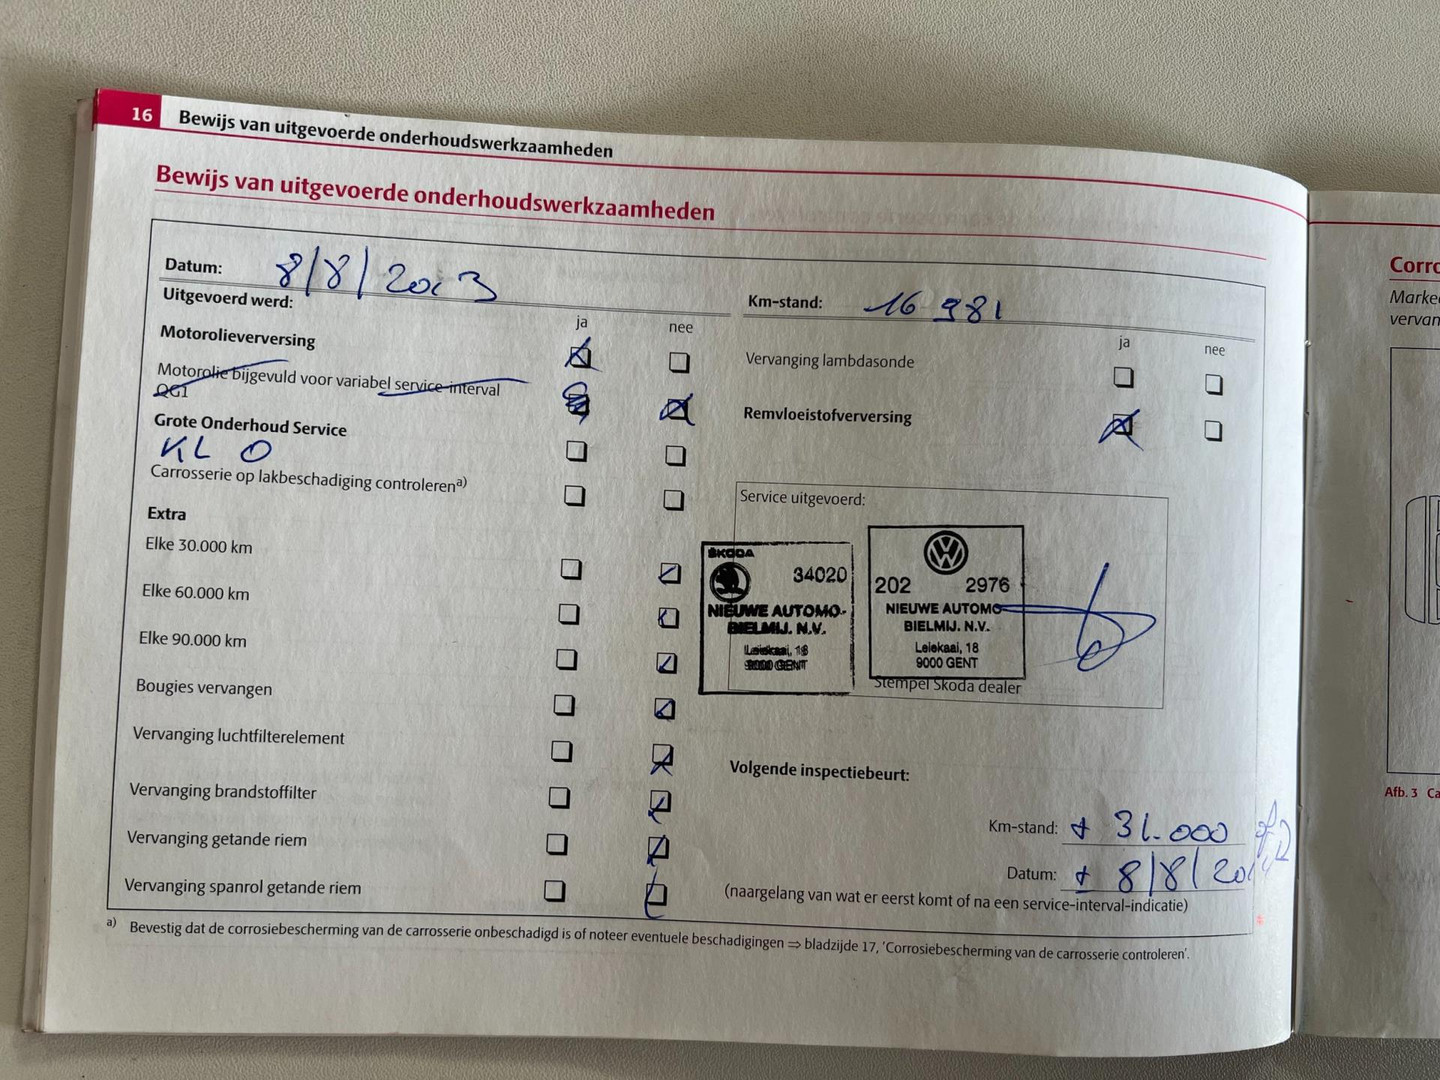 16 Bewijs van uitgevoerde onderhoudswerkzaamheden
Bewijs van uitgevoerde onderhoudswerkzaamheden
Datum: 8/8/2013
Km-stand: 16 981
Uitgevoerd werd:
ja nee
Motorolieverversing
Motorolie bijgevuld voor variabel service-interval
QG1
Grote Onderhoud Service
KL O
Carrosserie op lakbeschadiging controleren a)
Extra
Elke 30.000 km
Elke 60.000 km
Elke 90.000 km
Bougies vervangen
Vervanging luchtfilterelement
Vervanging brandstoffilter
Vervanging getande riem
Vervanging spanrol getande riem
ja nee
Vervanging lambdasonde
Remvloeistofverversing
Service uitgevoerd:
ŠKODA
34020
NIEUWE AUTOMO-
BIELMIJ. N.V.
Leiekaai, 18
9000 GENT
202 2976
NIEUWE AUTOMO
BIELMIJ. N.V.
Leiekaai, 18
9000 GENT
Stempel Skoda dealer
Volgende inspectiebeurt:
Km-stand: ± 31.000 of
Datum: ± 8/8/2014
(naargelang van wat er eerst komt of na een service-interval-indicatie)
a) Bevestig dat de corrosiebescherming van de carrosserie onbeschadigd is of noteer eventuele beschadigingen ⇒ bladzijde 17, 'Corrosiebescherming van de carrosserie controleren'.
Corro
Marke
vervan
Afb. 3 Ca